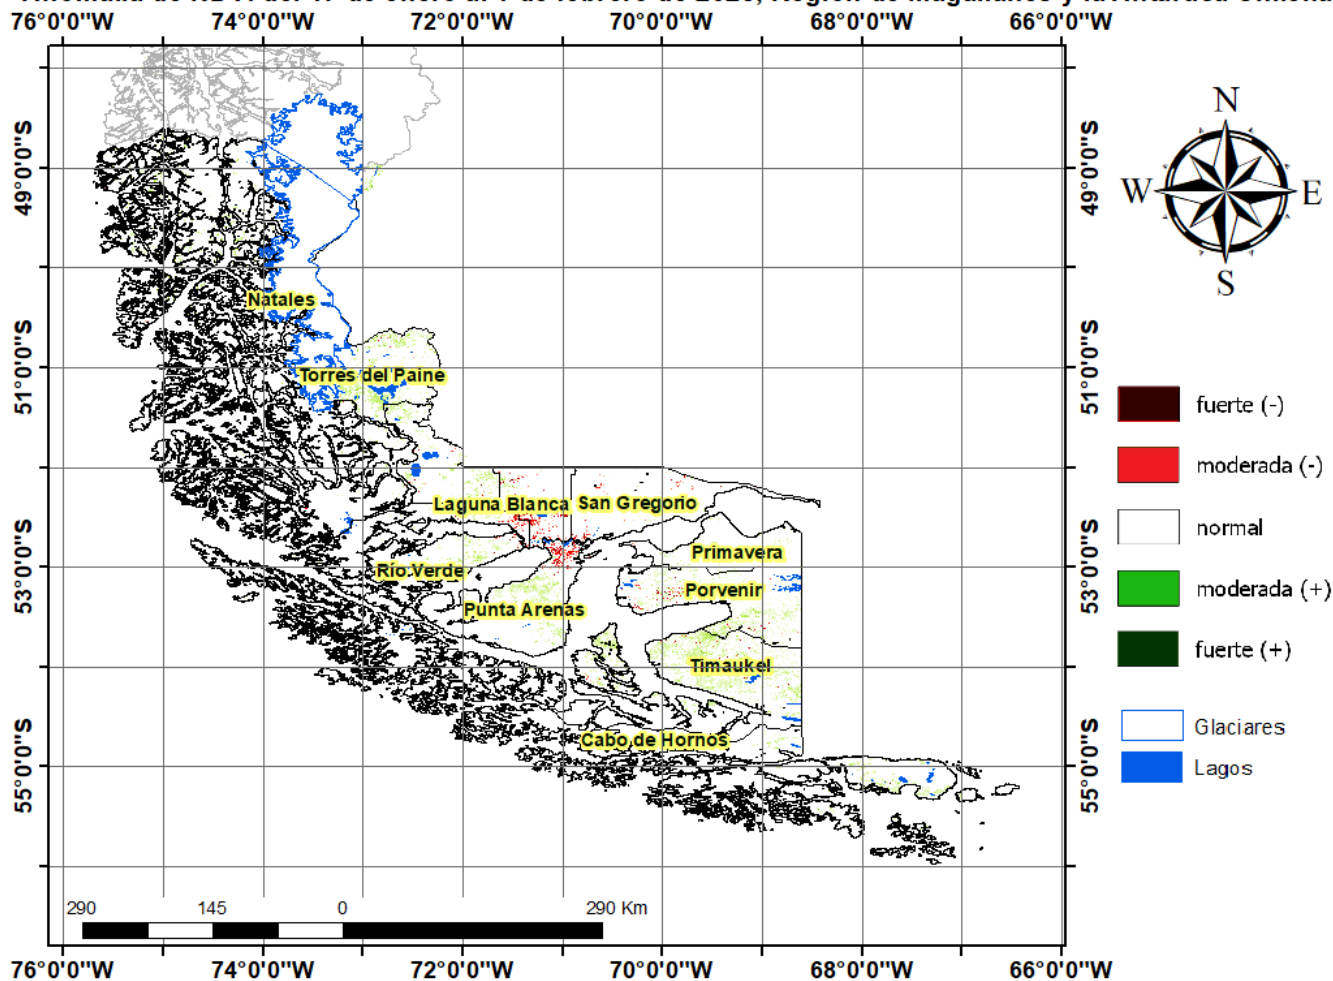 76°0'0"W 74°0'0"W 72°0'0"W 70°0'0"W 68°0'0"W 66°0'0"W
N
W E
S
49°0'0"S 49°0'0"S
51°0'0"S 51°0'0"S
53°0'0"S 53°0'0"S
55°0'0"S 55°0'0"S
Natales
Torres del Paine
Laguna Blanca San Gregorio
Primavera
Río Verde
Porvenir
Punta Arenas
Timaukel
Cabo de Hornos
fuerte (-)
moderada (-)
normal
moderada (+)
fuerte (+)
Glaciares
Lagos
290 145 0 290 Km
76°0'0"W 74°0'0"W 72°0'0"W 70°0'0"W 68°0'0"W 66°0'0"W